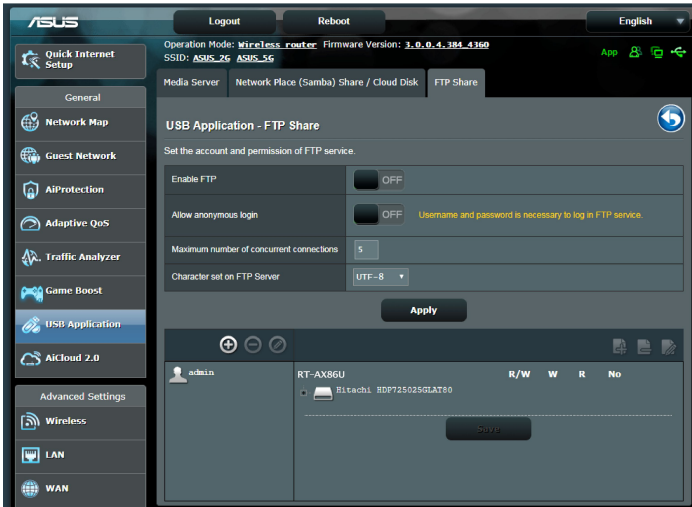 ASUS
Logout
Reboot
English
Operation Mode: Wireless router Firmware Version: 3.0.0.4.384_4360
SSID: ASUS_2G ASUS_5G
App
Quick Internet
Setup
General
Network Map
Guest Network
AiProtection
Adaptive QoS
Traffic Analyzer
Game Boost
USB Application
AiCloud 2.0
Advanced Settings
Wireless
LAN
WAN
Media Server
Network Place (Samba) Share / Cloud Disk
FTP Share
USB Application - FTP Share
Set the account and permission of FTP service.
Enable FTP
OFF
Allow anonymous login
OFF
Username and password is necessary to log in FTP service.
Maximum number of concurrent connections
5
Character set on FTP Server
UTF-8
Apply
admin
RT-AX86U
R/W
W
R
No
Hitachi HDP725025GLAT80
Save